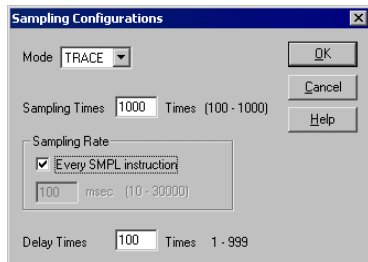 Sampling Configurations
Mode TRACE OK
Cancel
Sampling Times 1000 Times (100 - 1000)
Help
Sampling Rate
Every SMPL instruction
100 msec (10 - 30000)
Delay Times 100 Times 1 - 999